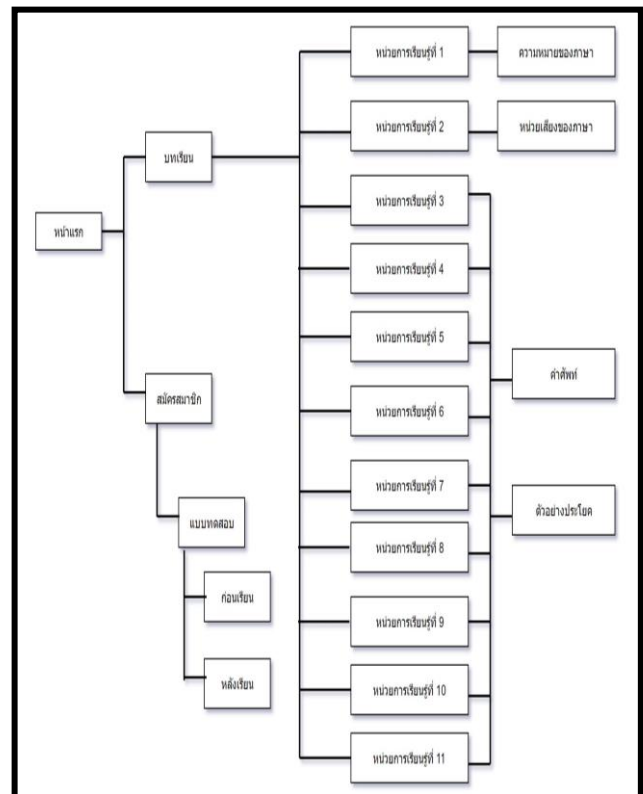 หน้าแรก
บทเรียน
สมัครสมาชิก
แบบทดสอบ
ก่อนเรียน
หลังเรียน
หน่วยการเรียนรู้ที่ 1
หน่วยการเรียนรู้ที่ 2
หน่วยการเรียนรู้ที่ 3
หน่วยการเรียนรู้ที่ 4
หน่วยการเรียนรู้ที่ 5
หน่วยการเรียนรู้ที่ 6
หน่วยการเรียนรู้ที่ 7
หน่วยการเรียนรู้ที่ 8
หน่วยการเรียนรู้ที่ 9
หน่วยการเรียนรู้ที่ 10
หน่วยการเรียนรู้ที่ 11
ความหมายของภาษา
หน่วยเสียงของภาษา
คำศัพท์
ตัวอย่างประโยค